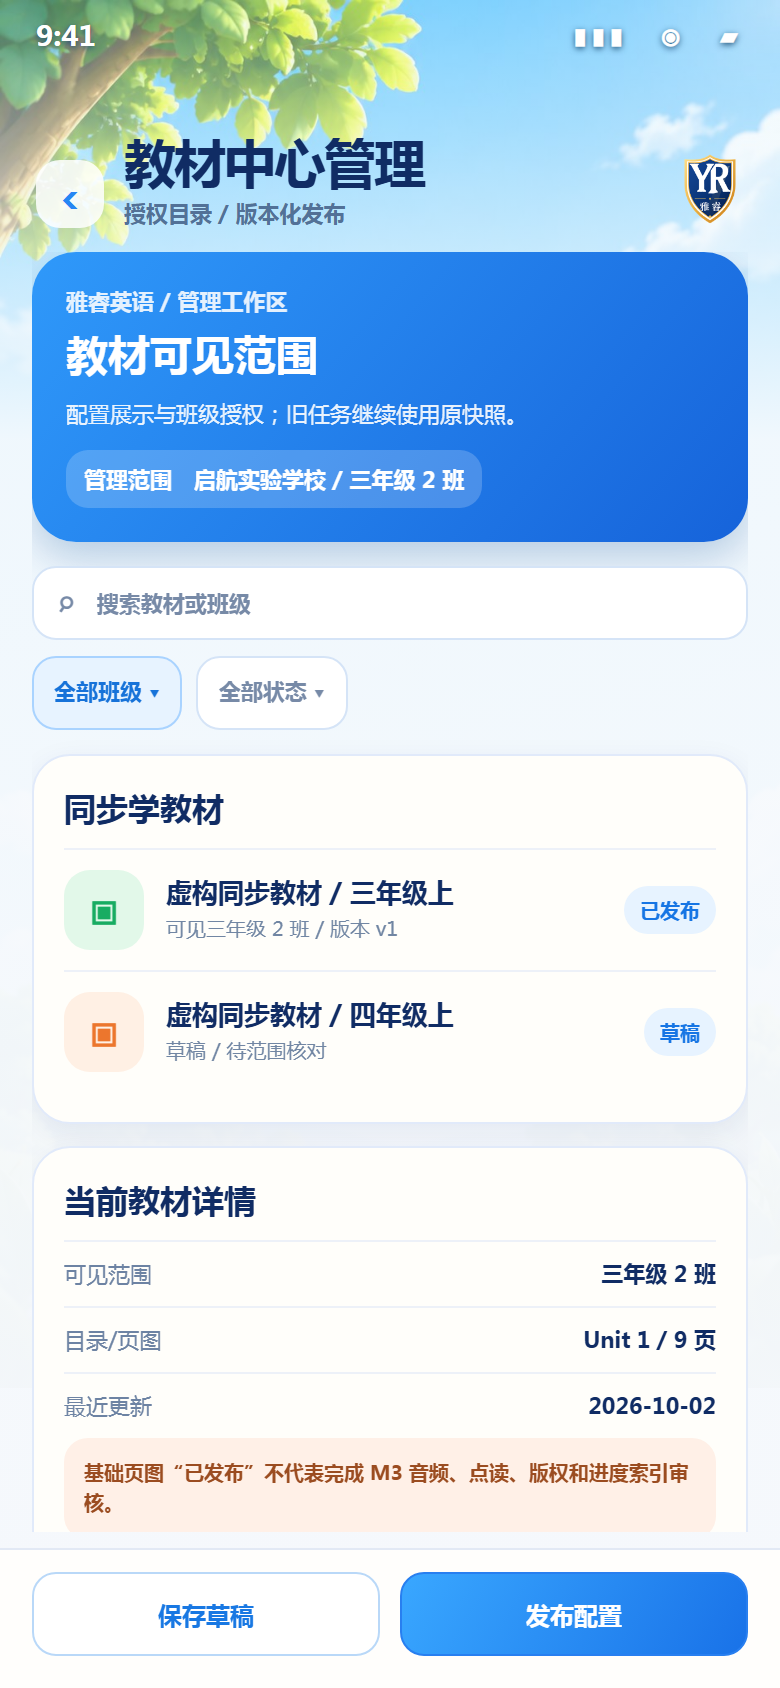 9:41
教材中心管理
授权目录 / 版本化发布
YR
雅睿
雅睿英语 / 管理工作区
教材可见范围
配置展示与班级授权；旧任务继续使用原快照。
管理范围 启航实验学校 / 三年级 2 班
搜索教材或班级
全部班级 ▾
全部状态 ▾
同步学教材
虚构同步教材 / 三年级上
可见三年级 2 班 / 版本 v1
已发布
虚构同步教材 / 四年级上
草稿 / 待范围核对
草稿
当前教材详情
可见范围 三年级 2 班
目录/页图 Unit 1 / 9 页
最近更新 2026-10-02
基础页图“已发布”不代表完成 M3 音频、点读、版权和进度索引审
核。
保存草稿
发布配置